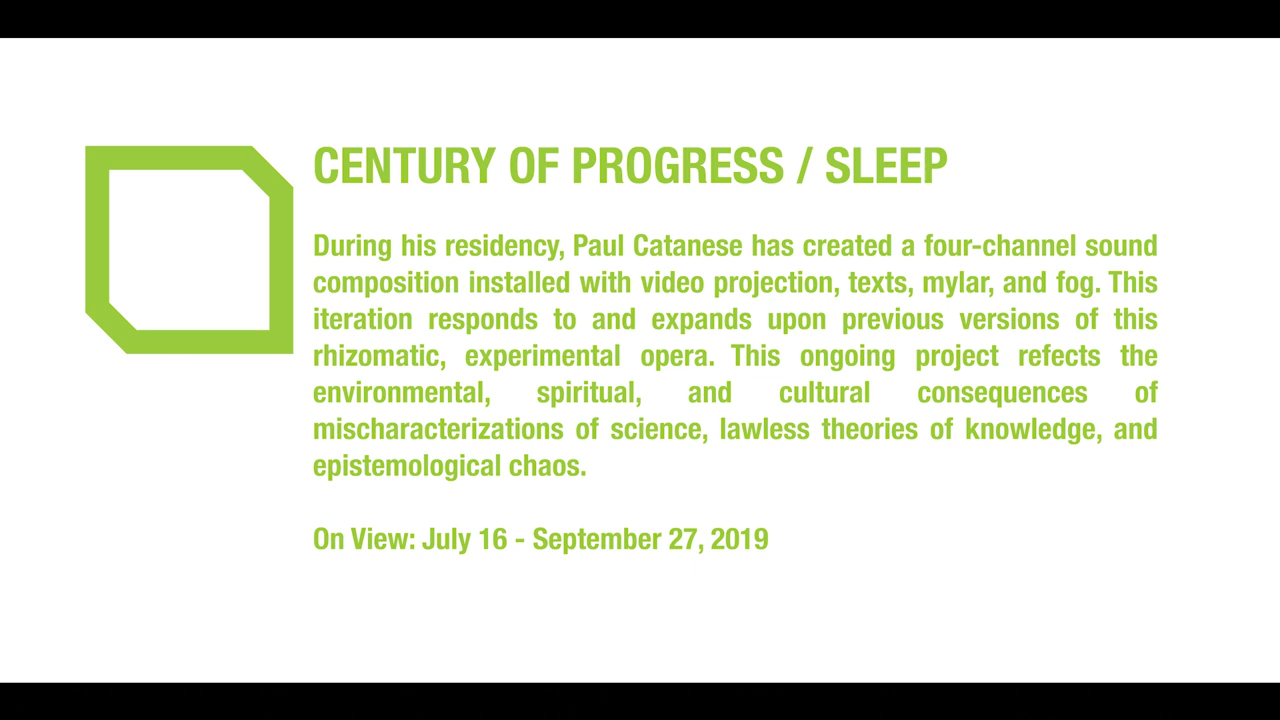 CENTURY OF PROGRESS / SLEEP
During his residency, Paul Catanese has created a four-channel sound
composition installed with video projection, texts, mylar, and fog. This
iteration responds to and expands upon previous versions of this
rhizomatic, experimental opera. This ongoing project refects the
environmental, spiritual, and cultural consequences of
mischaracterizations of science, lawless theories of knowledge, and
epistemological chaos.
On View: July 16 - September 27, 2019